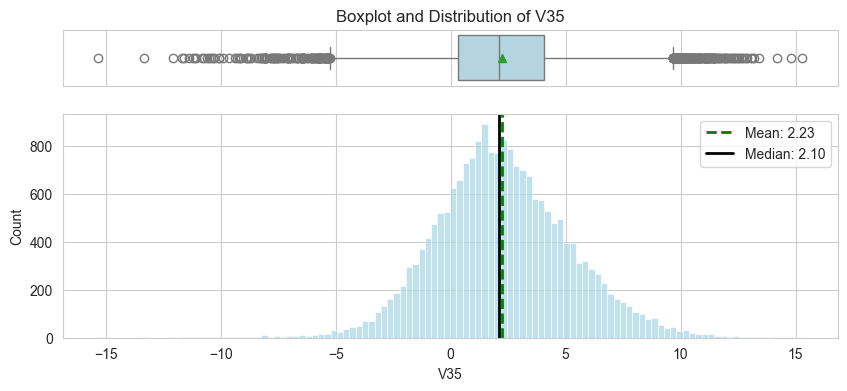 Boxplot and Distribution of V35
Mean: 2.23
Median: 2.10
800
600
400
200
0
Count
−15 −10 −5 0 5 10 15
V35